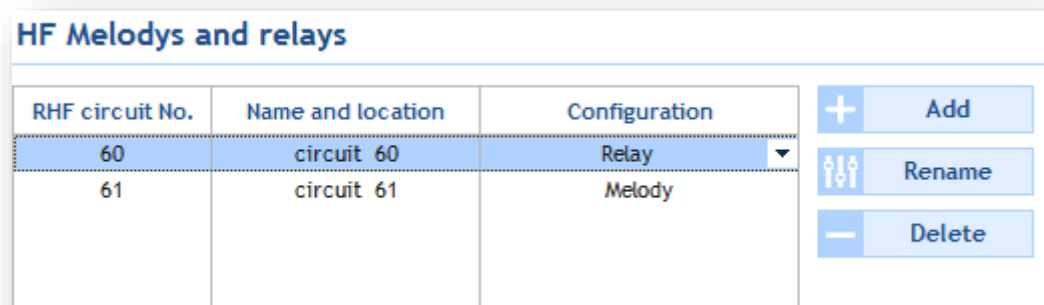 HF Melodys and relays
RHF circuit No. Name and location Configuration
60 circuit 60 Relay
61 circuit 61 Melody
Add
Rename
Delete